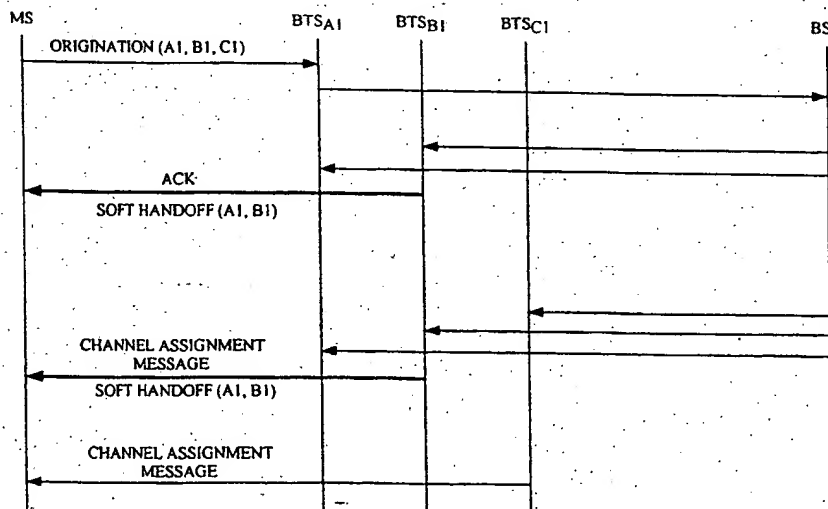 MS
BTSA1
BTSB1
BTSC1
BS
ORIGINATION (A1, B1, C1)
ACK
SOFT HANDOFF (A1, B1)
CHANNEL ASSIGNMENT
MESSAGE
SOFT HANDOFF (A1, B1)
CHANNEL ASSIGNMENT
MESSAGE